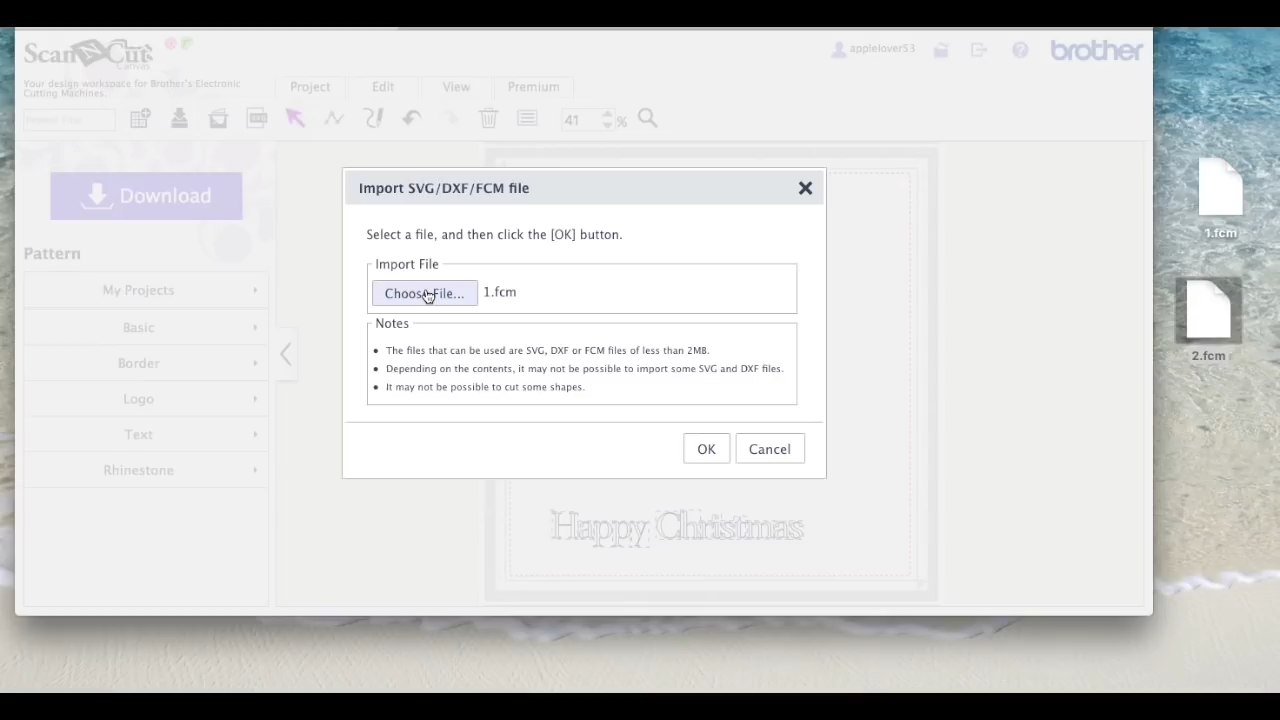 ScanNCut
Canvas
applelover53
brother
Your design workspace for Brother's Electronic
Cutting Machines.
Project
Edit
View
Premium
41
%
Download
Import SVG/DXF/FCM file
Select a file, and then click the [OK] button.
Import File
Choose File...
1.fcm
Notes
The files that can be used are SVG, DXF or FCM files of less than 2MB.
Depending on the contents, it may not be possible to import some SVG and DXF files.
It may not be possible to cut some shapes.
OK
Cancel
Pattern
My Projects
Basic
Border
Logo
Text
Rhinestone
Happy Christmas
1.fcm
2.fcm